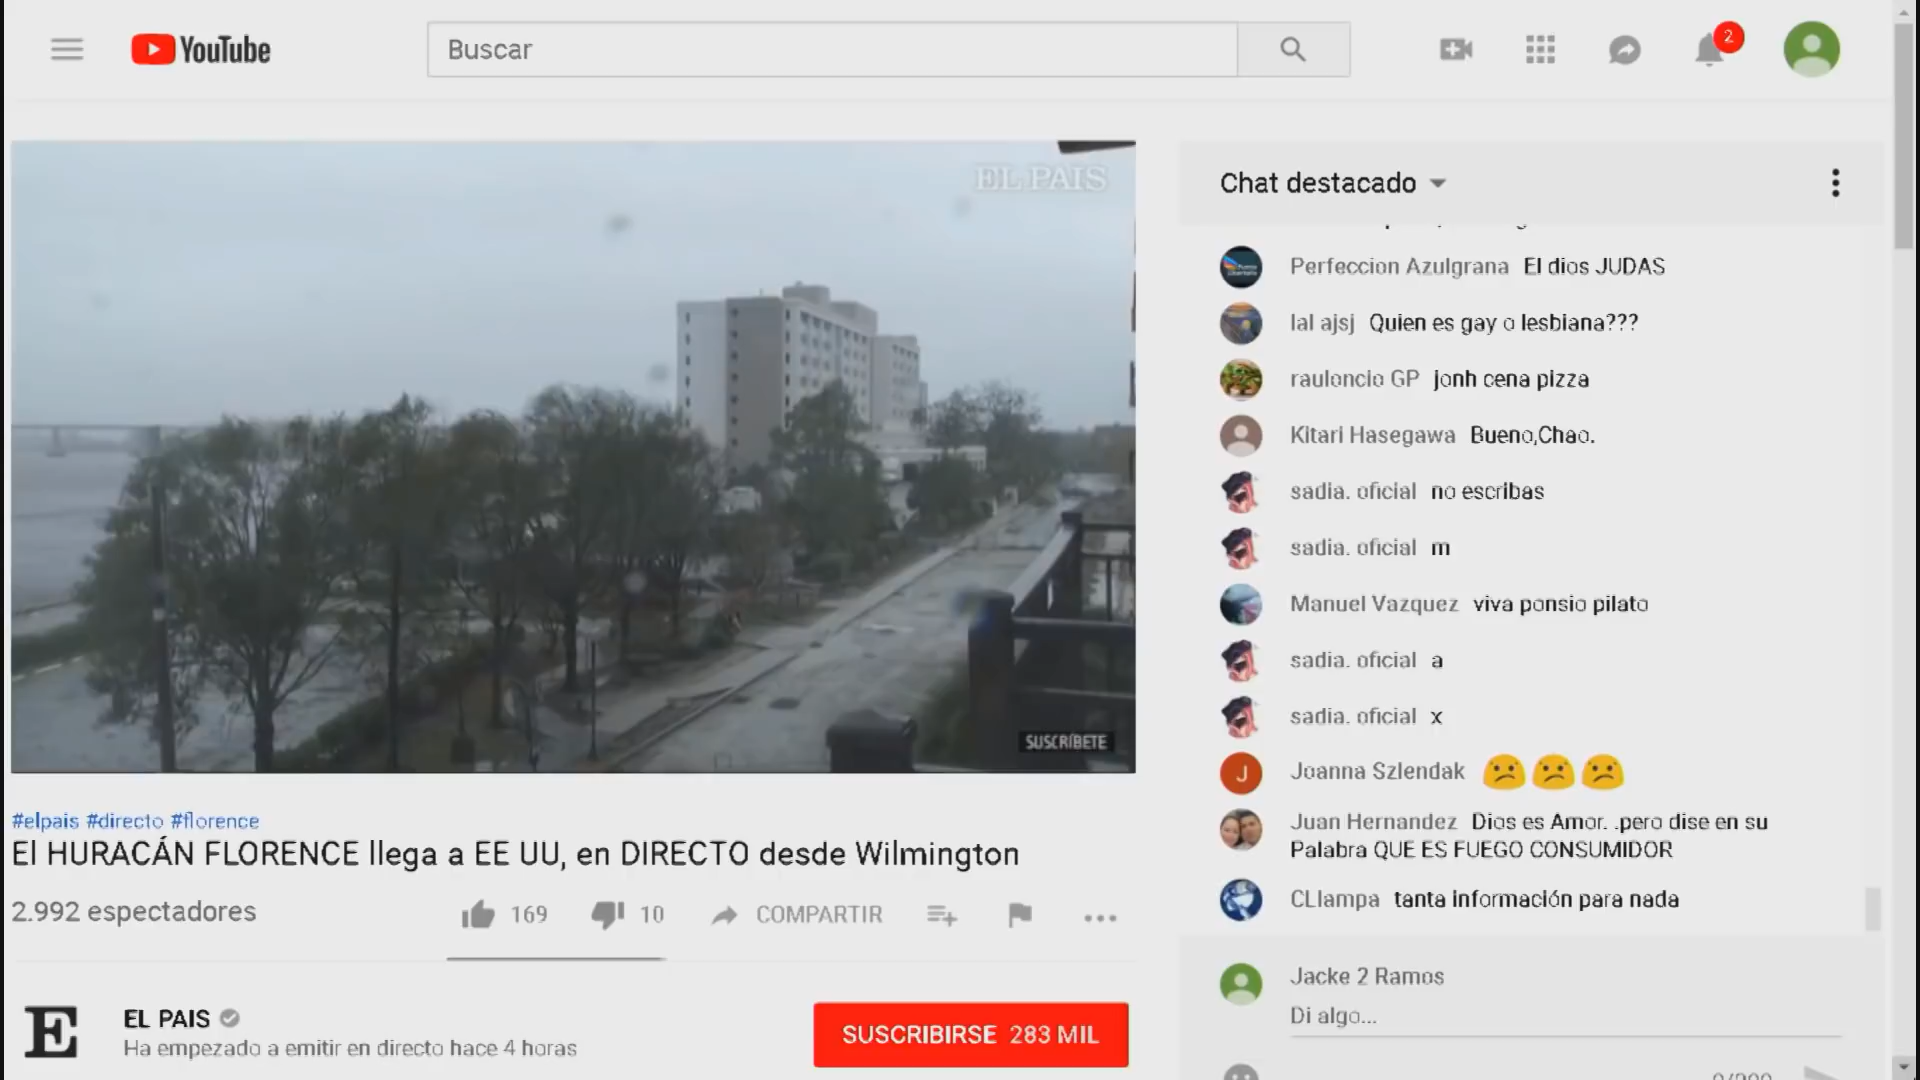 YouTube
Buscar
2
EL PAIS
SUSCRÍBETE
#elpais #directo #florence
El HURACÁN FLORENCE llega a EE UU, en DIRECTO desde Wilmington
2.992 espectadores
169
10
COMPARTIR
E
EL PAIS
Ha empezado a emitir en directo hace 4 horas
SUSCRIBIRSE 283 MIL
Chat destacado
Perfeccion Azulgrana El dios JUDAS
lal ajsj Quien es gay o lesbiana???
rauloncio GP jonh cena pizza
Kitari Hasegawa Bueno,Chao.
sadia. oficial no escribas
sadia. oficial m
Manuel Vazquez viva ponsio pilato
sadia. oficial a
sadia. oficial x
J
Joanna Szlendak 😕😕😕
Juan Hernandez Dios es Amor. .pero dise en su
Palabra QUE ES FUEGO CONSUMIDOR
CLlampa tanta información para nada
Jacke 2 Ramos
Di algo...
0/200